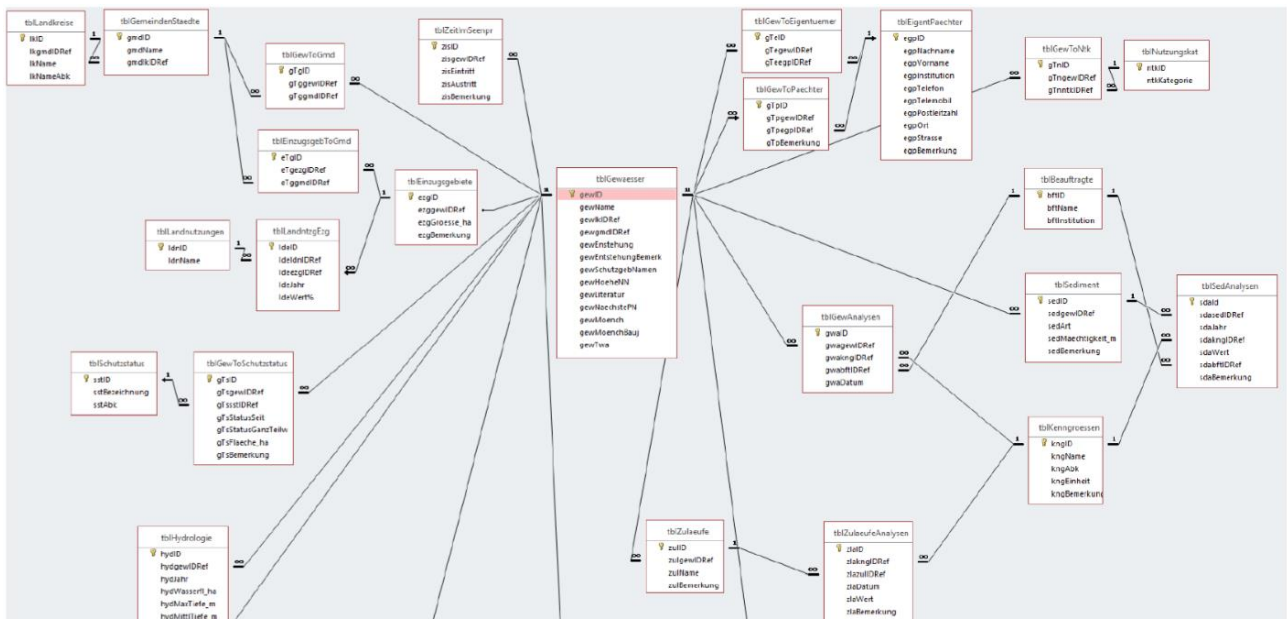 tblLandkreise
lkID
lkgmdIDRef
lkName
lkNameAbk
tblGemeindenStaedte
gmdID
gmdName
gmdlkIDRef
tblGewToGmd
gTgID
gTggewIDRef
gTggmdIDRef
tblZeitImSeenpr
zisID
zisgewIDRef
zisEintritt
zisAustritt
zisBemerkung
tblGewToEigentuemer
gTeID
gTegewIDRef
gTeegpIDRef
tblEigentPaechter
egpID
egpNachname
egpVorname
egpInstitution
egpTelefon
egpTelemobil
egpPostleitzahl
egpOrt
egpStrasse
egpBemerkung
tblGewToNtk
gTnID
gTngewIDRef
gTnntkIDRef
tblNutzungskat
ntkID
ntkKategorie
tblGewToPaechter
gTpID
gTpgewIDRef
gTpegpIDRef
gTpBemerkung
tblEinzugsgebToGmd
eTgID
eTgezgIDRef
eTggmdIDRef
tblEinzugsgebiete
ezgID
ezggewIDRef
ezgGroesse_ha
ezgBemerkung
tblGewaesser
gewID
gewName
gewlkIDRef
gewgmdIDRef
gewEnstehung
gewEntstehungBemerk
gewSchutzgebNamen
gewHoeheNN
gewLiteratur
gewNaechstePN
gewMoench
gewMoenchBauj
gewTwa
tblBeauftragte
bftID
bftName
bftInstitution
tblLandnutzungen
ldnID
ldnName
tblLandntzgEzg
ldeID
ldeldnIDRef
ldeezgIDRef
ldeJahr
ldeWert%
tblSediment
sedID
sedgewIDRef
sedArt
sedMaechtigkeit_m
sedBemerkung
tblSedAnalysen
sdaId
sdasedIDRef
sdaJahr
sdakngIDRef
sdaWert
sdabftIDRef
sdaBemerkung
tblGewAnalysen
gwaID
gwagewIDRef
gwakngIDRef
gwabftIDRef
gwaDatum
tblSchutzstatus
sstID
sstBezeichnung
sstAbk
tblGewToSchutzstatus
gTsID
gTsgewIDRef
gTssstIDRef
gTsStatusSeit
gTsStatusGanzTeilw
gTsFlaeche_ha
gTsBemerkung
tblKenngroessen
kngID
kngName
kngAbk
kngEinheit
kngBemerkung
tblHydrologie
hydID
hydgewIDRef
hydJahr
hydWasserfl_ha
hydMaxTiefe_m
hydMittlTiefe_m
tblZulaeufe
zulID
zulgewIDRef
zulName
zulBemerkung
tblZulaeufeAnalysen
zlaID
zlakngIDRef
zlazulIDRef
zlaDatum
zlaWert
zlaBemerkung